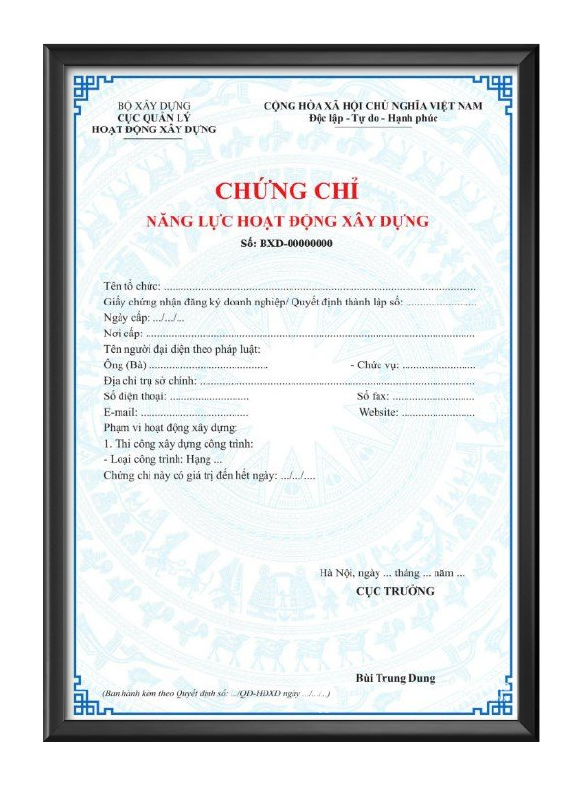 BỘ XÂY DỰNG
CỤC QUẢN LÝ
HOẠT ĐỘNG XÂY DỰNG
CỘNG HÒA XÃ HỘI CHỦ NGHĨA VIỆT NAM
Độc lập - Tự do - Hạnh phúc
CHỨNG CHỈ
NĂNG LỰC HOẠT ĐỘNG XÂY DỰNG
Số: BXD-00000000
Tên tổ chức: ..........
Giấy chứng nhận đăng ký doanh nghiệp/ Quyết định thành lập số: ..........
Ngày cấp: .../.../...
Nơi cấp: ..........
Tên người đại diện theo pháp luật:
Ông (Bà) .......... - Chức vụ: ..........
Địa chỉ trụ sở chính: ..........
Số điện thoại: .......... Số fax: ..........
E-mail: .......... Website: ..........
Phạm vi hoạt động xây dựng:
1. Thi công xây dựng công trình:
- Loại công trình: Hạng ...
Chứng chỉ này có giá trị đến hết ngày: .../.../....
Hà Nội, ngày ... tháng ... năm ...
CỤC TRƯỞNG
Bùi Trung Dung
(Ban hành kèm theo Quyết định số: .../QĐ-HĐXD ngày .../.../...)